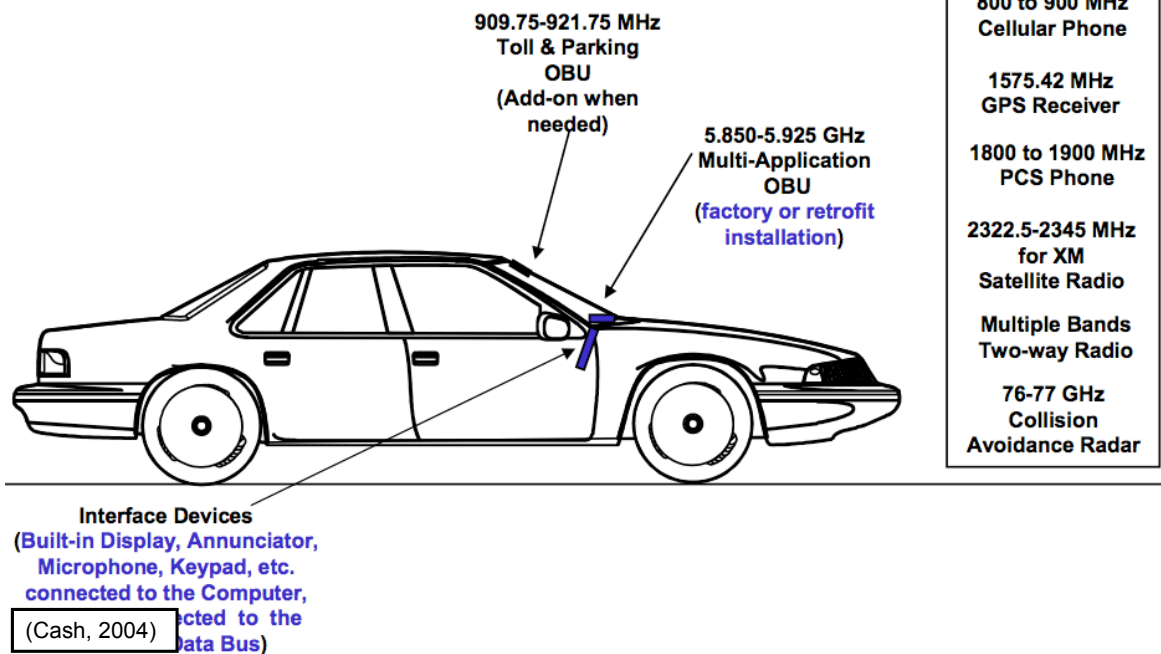 909.75-921.75 MHz
Toll & Parking
OBU
(Add-on when
needed)
5.850-5.925 GHz
Multi-Application
OBU
(factory or retrofit
installation)
800 to 900 MHz
Cellular Phone
1575.42 MHz
GPS Receiver
1800 to 1900 MHz
PCS Phone
2322.5-2345 MHz
for XM
Satellite Radio
Multiple Bands
Two-way Radio
76-77 GHz
Collision
Avoidance Radar
Interface Devices
(Built-in Display, Annunciator,
Microphone, Keypad, etc.
connected to the Computer,
to the
Bus)
(Cash, 2004)